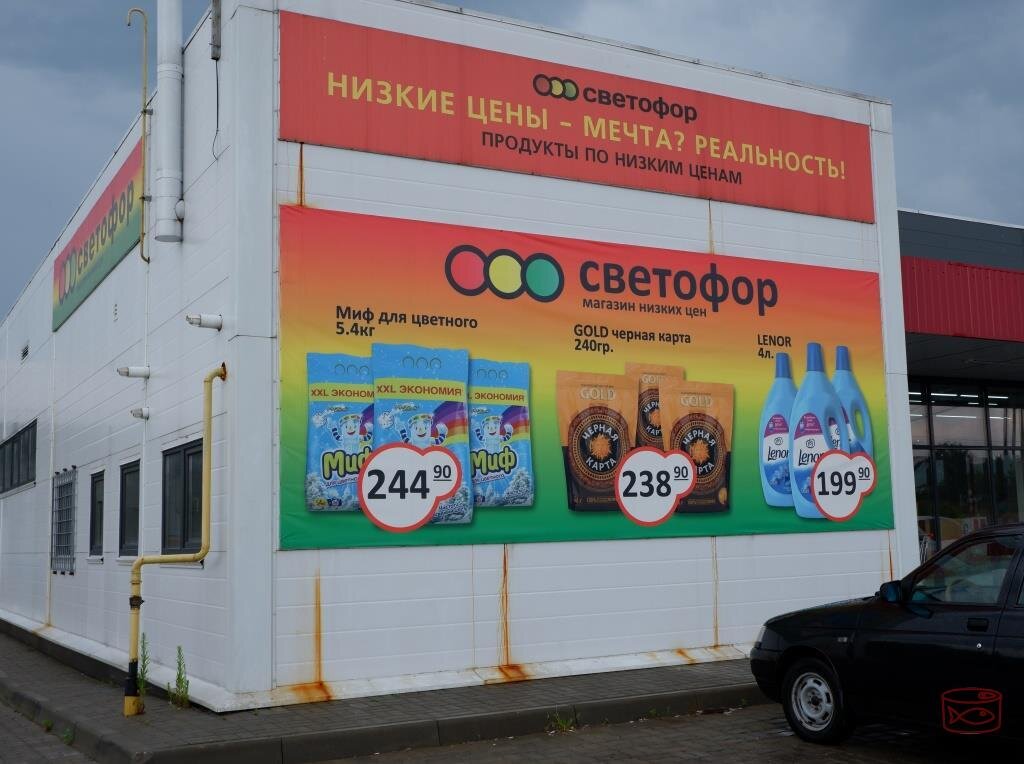 светофор
НИЗКИЕ ЦЕНЫ – МЕЧТА? РЕАЛЬНОСТЬ!
ПРОДУКТЫ ПО НИЗКИМ ЦЕНАМ
светофор
светофор
магазин низких цен
Миф для цветного
5.4кг
GOLD черная карта
240гр.
LENOR
4л.
XXL ЭКОНОМИЯ
XXL ЭКОНОМИЯ
ЭКОНОМИЯ
Миф
Миф
GOLD
GOLD
GOLD
ЧЕРНАЯ
КАРТА
ЧЕРНАЯ
КАРТА
Lenor
Lenor
244 90
238 90
199 90